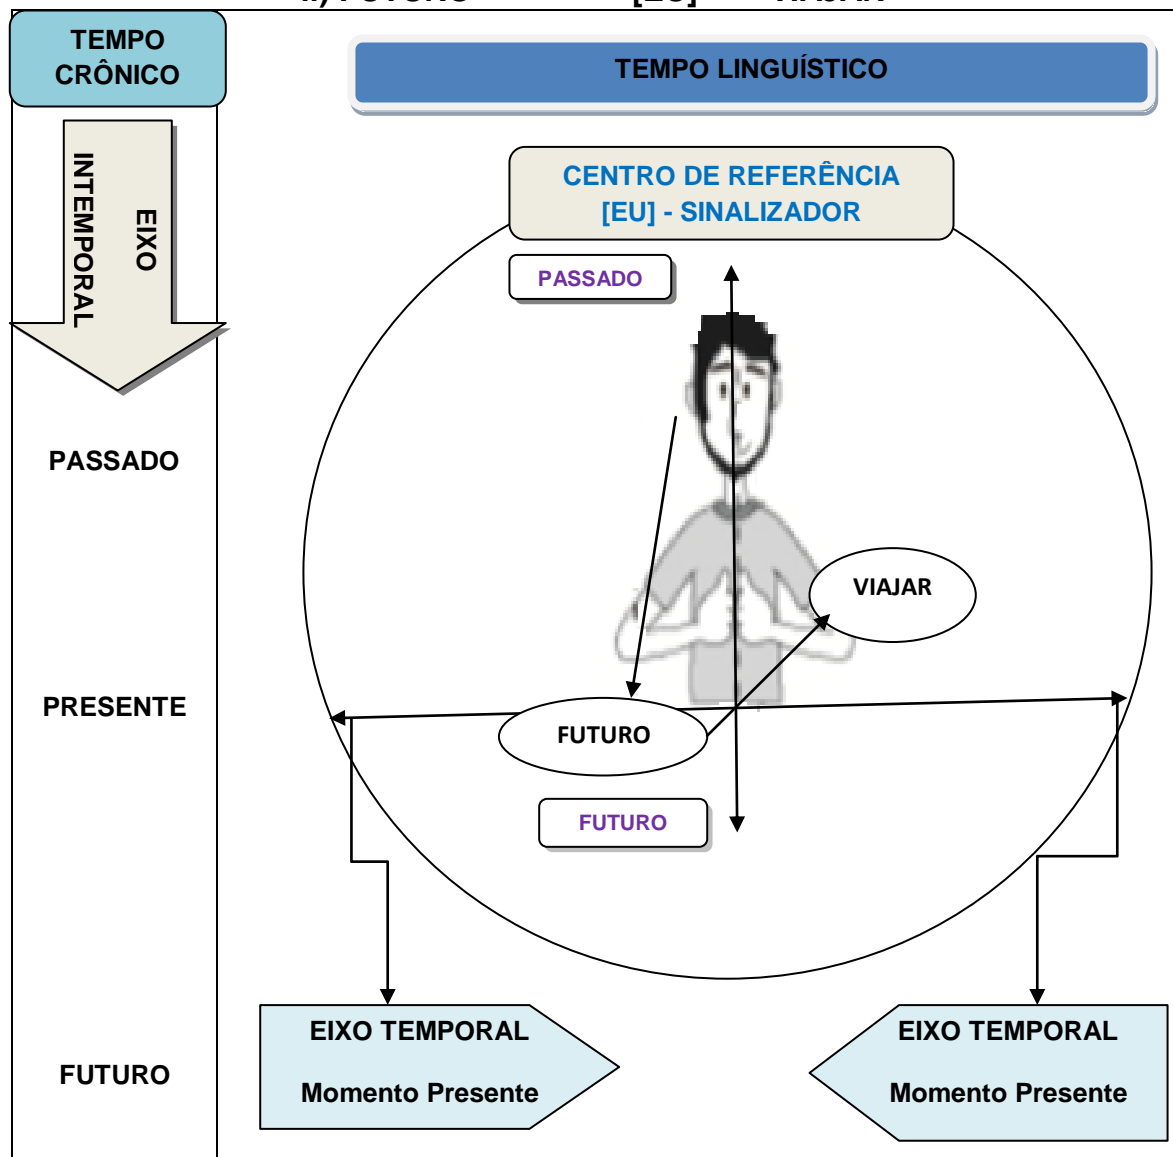 TEMPO
CRÔNICO
TEMPO LINGUÍSTICO
EIXO
INTEMPORAL
CENTRO DE REFERÊNCIA
[EU] - SINALIZADOR
PASSADO
PASSADO
VIAJAR
PRESENTE
FUTURO
FUTURO
EIXO TEMPORAL
Momento Presente
EIXO TEMPORAL
Momento Presente
FUTURO